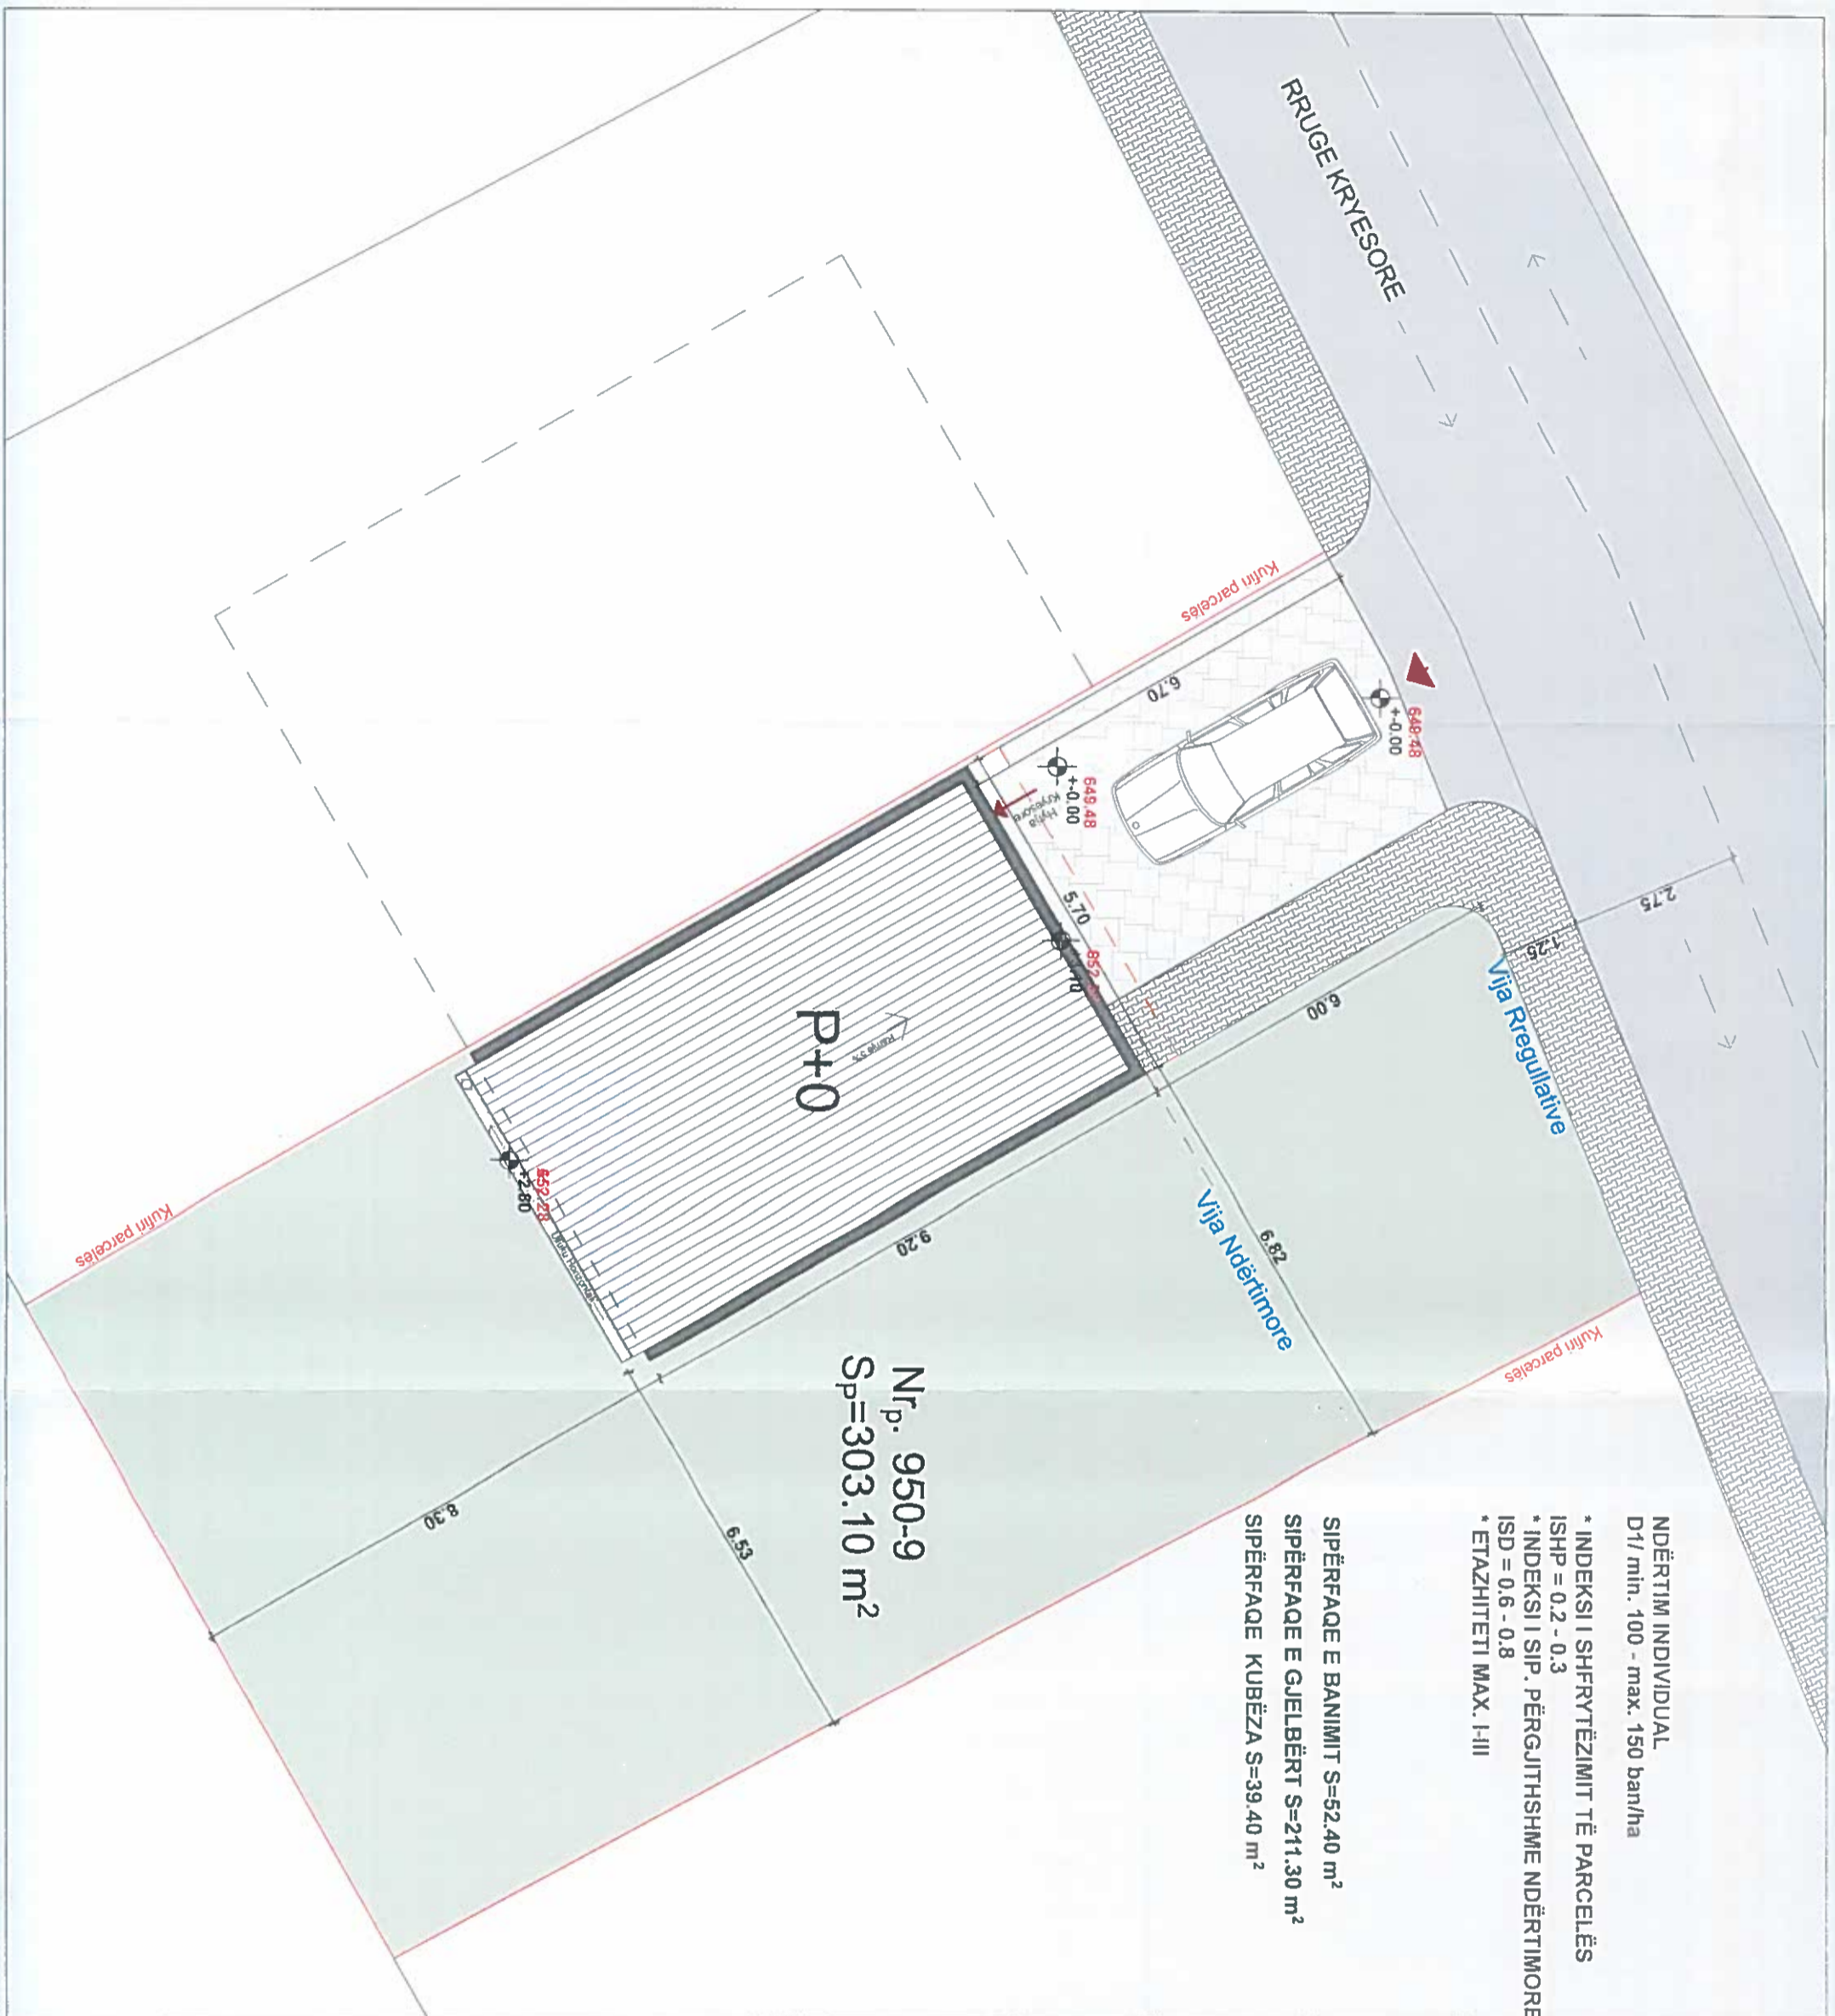 NDËRTIM INDIVIDUAL
D1/ min. 100 - max. 150 ban/ha
* INDEKSI I SHFRYTËZIMIT TË PARCELËS
ISHP = 0.2 - 0.3
* INDEKSI I SIP. PËRGJITHSHME NDËRTIMORE
ISD = 0.6 - 0.8
* ETAZHITETI MAX. I-III
SIPËRFAQE E BANIMIT S=52.40 m²
SIPËRFAQE E GJELBËRT S=211.30 m²
SIPËRFAQE KUBËZA S=39.40 m²
RRUGE KRYESORE
Kufiri parcelës
649.48
+-0.00
6.70
649.48
+-0.00
Hyrja
Kryesore
5.70
2.75
1.25
6.00
Vija Rregullative
Vija Ndërtimore
6.82
Kufiri parcelës
P+0
9.20
Nrp. 950-9
Sp=303.10 m²
652.28
+2.80
Kufiri parcelës
8.30
6.53